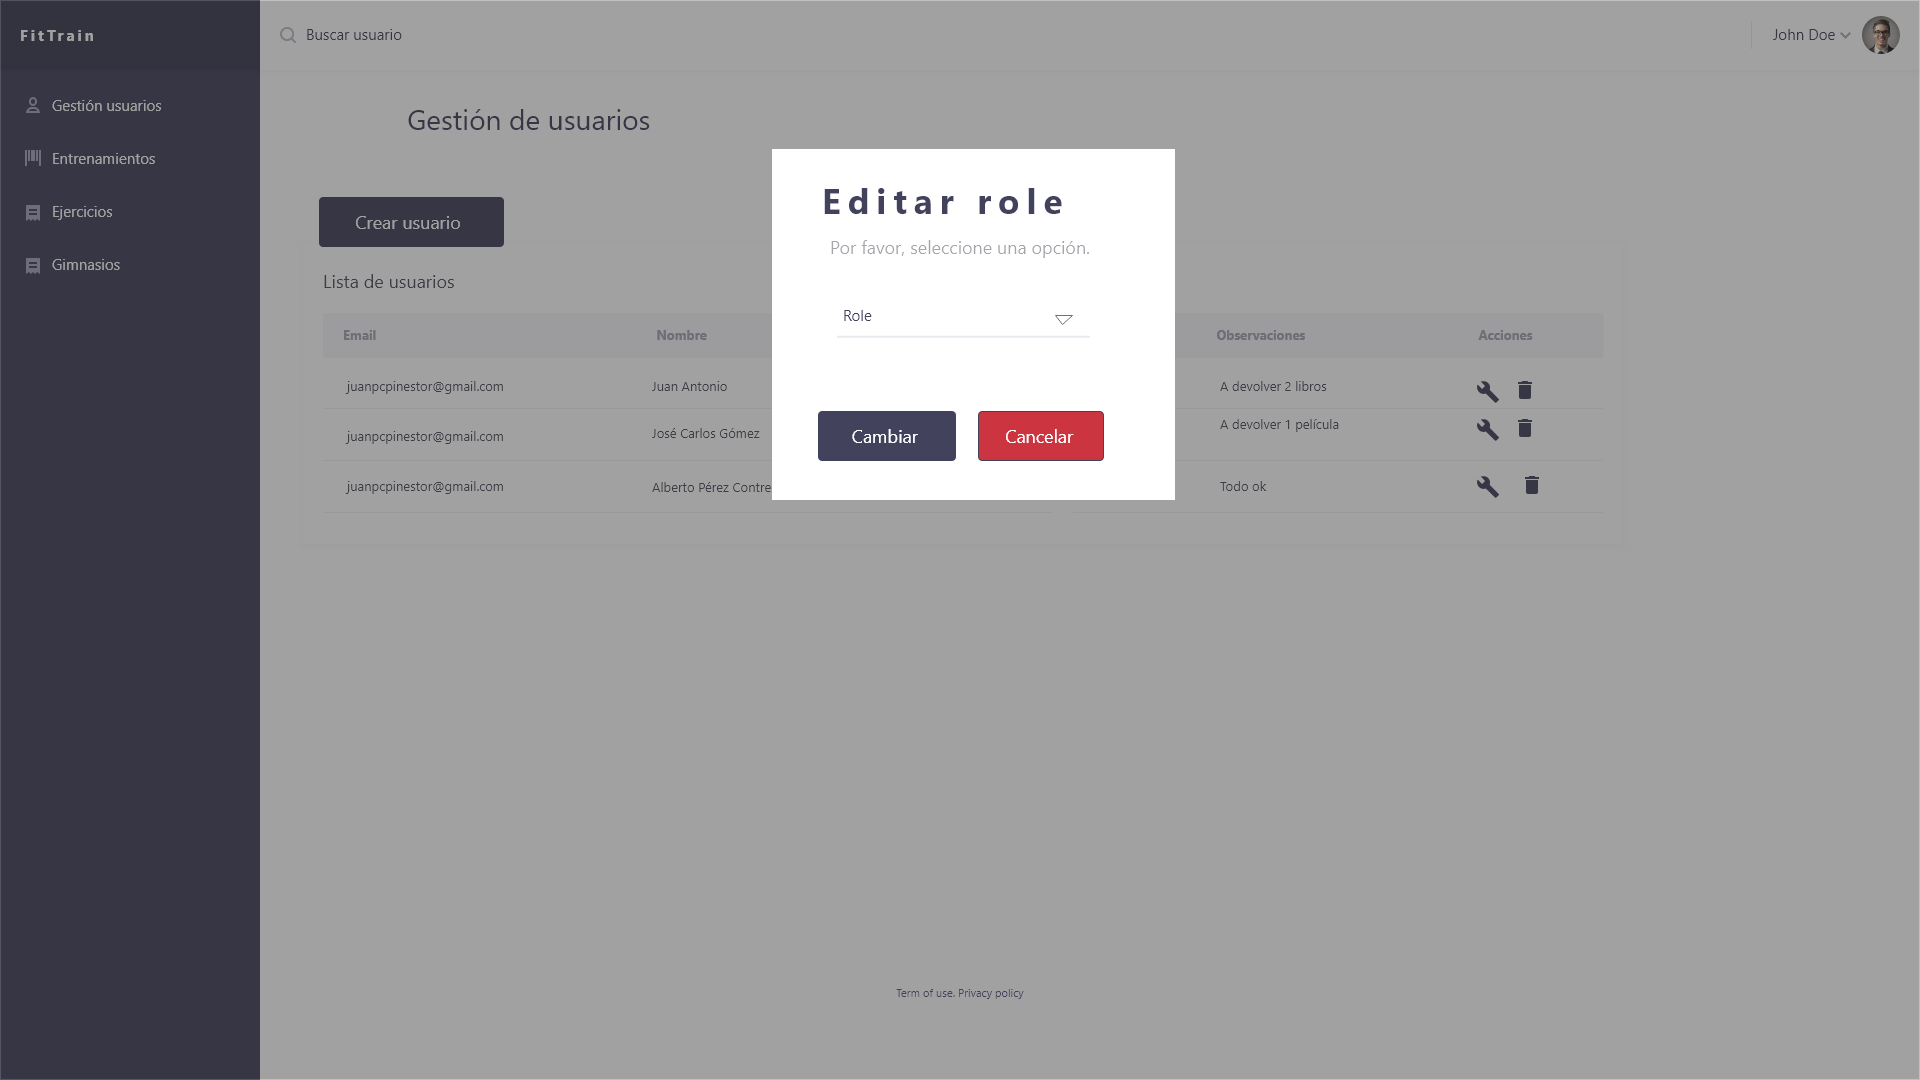 FitTrain
Buscar usuario
John Doe
Gestión usuarios
Entrenamientos
Ejercicios
Gimnasios
Gestión de usuarios
Crear usuario
Lista de usuarios
Email Nombre Observaciones Acciones
juanpcpinestor@gmail.com Juan Antonio A devolver 2 libros
juanpcpinestor@gmail.com José Carlos Gómez A devolver 1 película
juanpcpinestor@gmail.com Alberto Pérez Contre Todo ok
Editar role
Por favor, seleccione una opción.
Role
Cambiar Cancelar
Term of use. Privacy policy